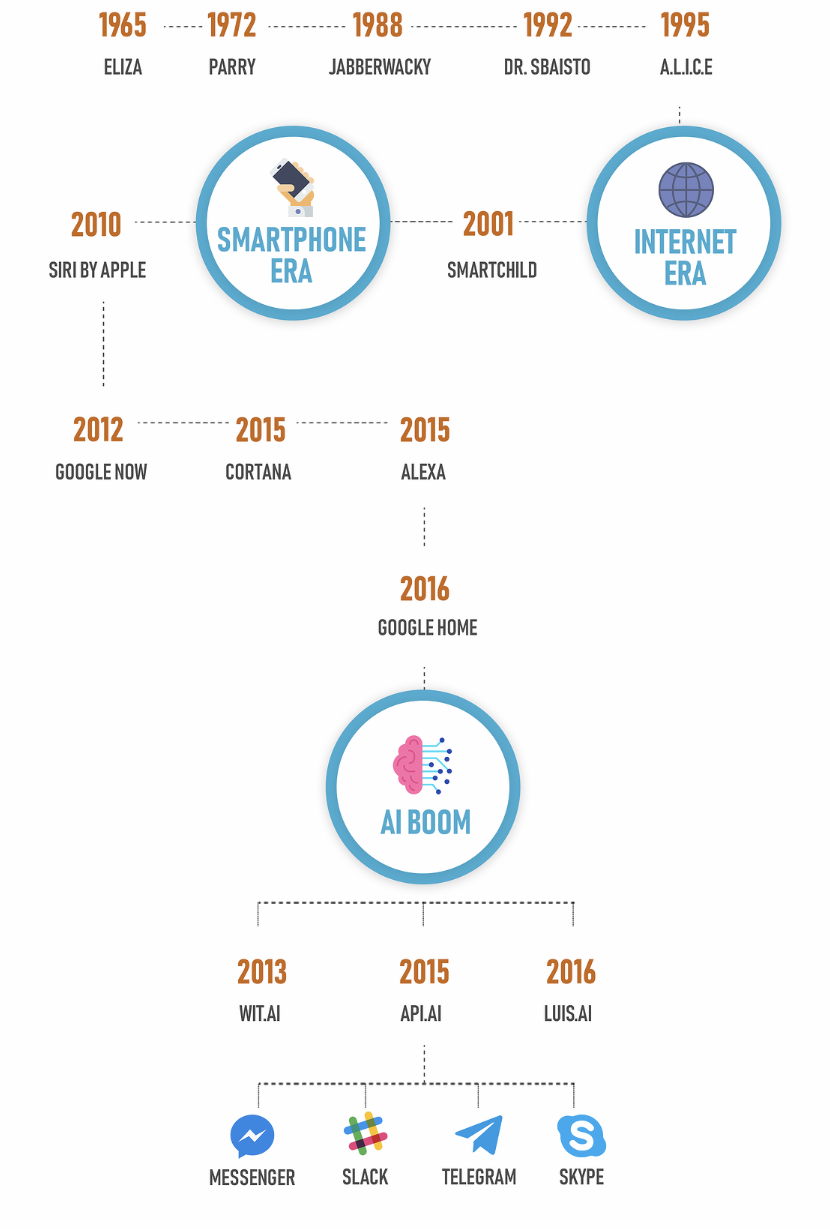 1965
1972
1988
1992
1995
ELIZA
PARRY
JABBERWACKY
DR. SBAISTO
A.L.I.C.E
INTERNET
ERA
2001
SMARTCHILD
SMARTPHONE
ERA
2010
SIRI BY APPLE
2012
2015
2015
GOOGLE NOW
CORTANA
ALEXA
2016
GOOGLE HOME
AI BOOM
2013
2015
2016
WIT.AI
API.AI
LUIS.AI
MESSENGER
SLACK
TELEGRAM
SKYPE